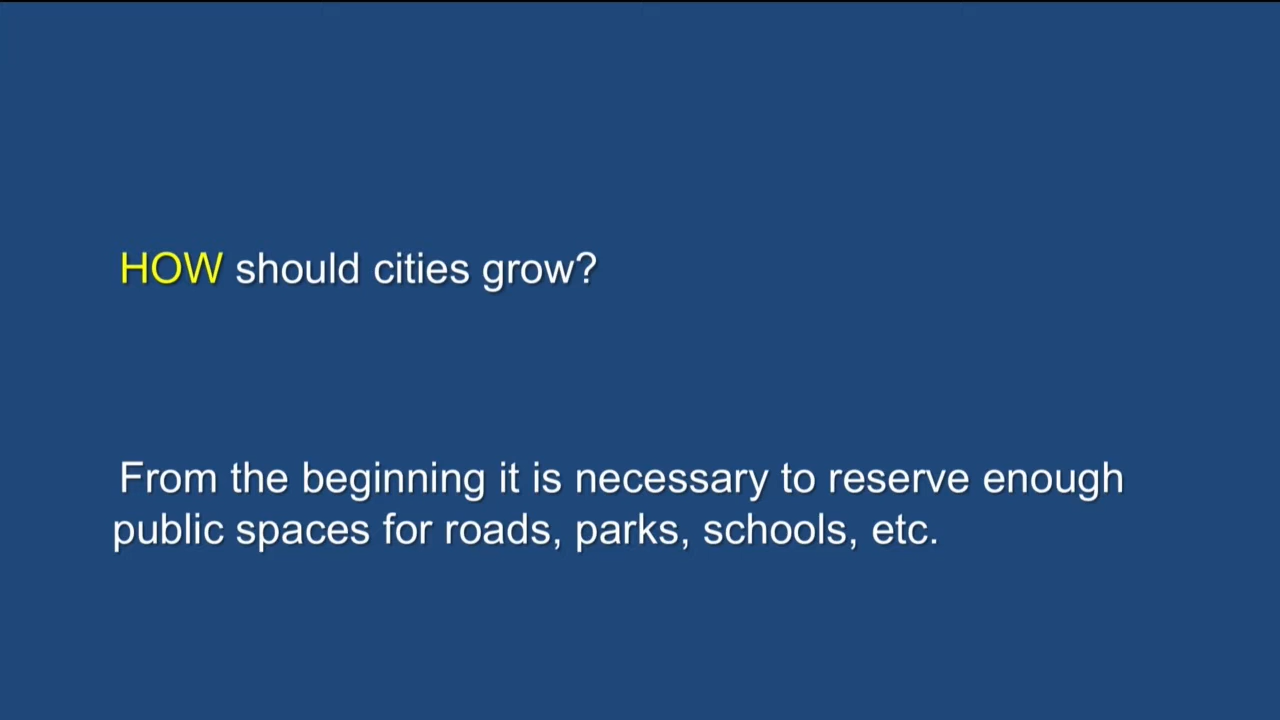 HOW should cities grow?
From the beginning it is necessary to reserve enough
public spaces for roads, parks, schools, etc.